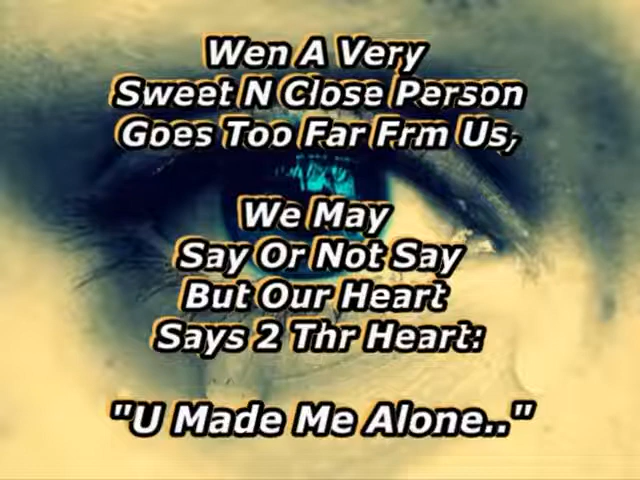 Wen A Very
Sweet N Close Person
Goes Too Far Frm Us,
We May
Say Or Not Say
But Our Heart
Says 2 Thr Heart:
"U Made Me Alone.."